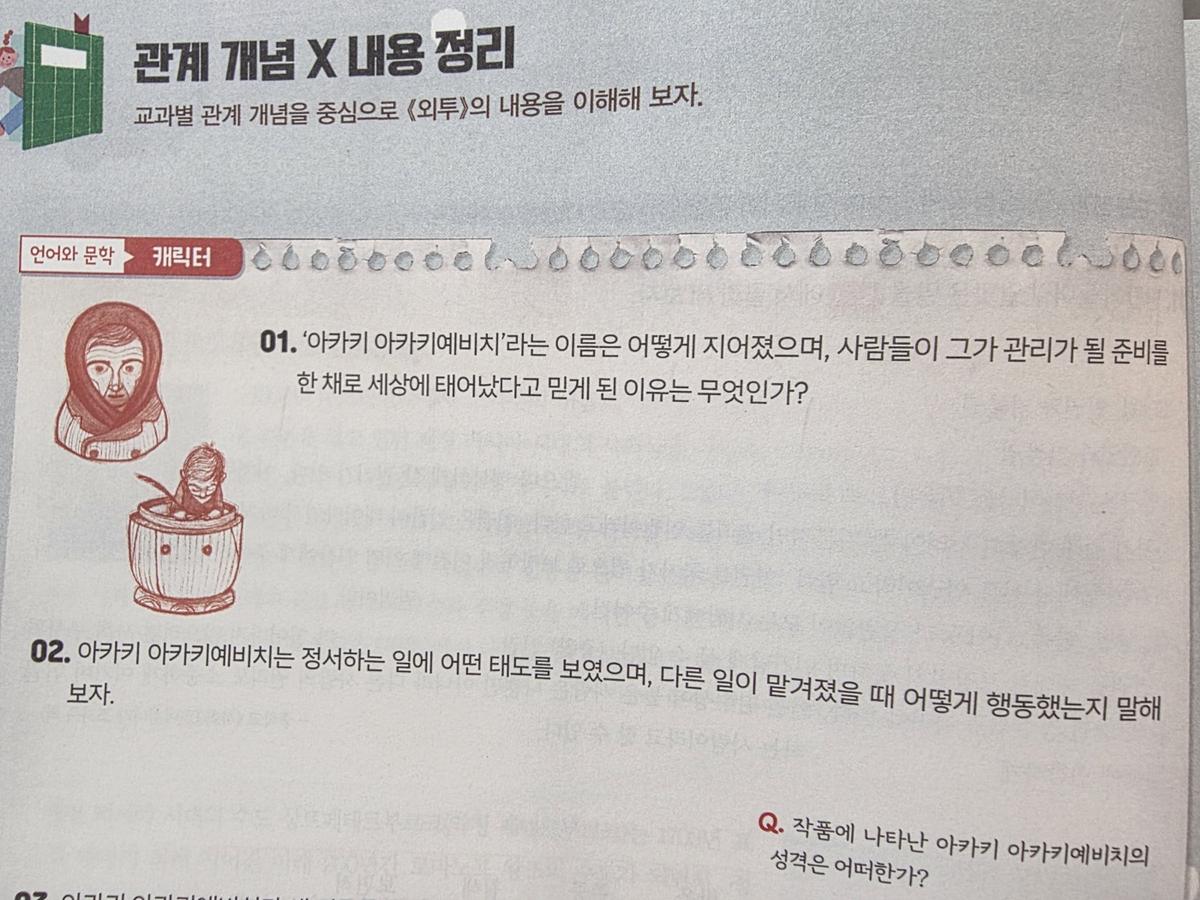 관계 개념 X 내용 정리
교과별 관계 개념을 중심으로 《외투》의 내용을 이해해 보자.
언어와 문학 캐릭터
01. ‘아카키 아카키예비치’라는 이름은 어떻게 지어졌으며, 사람들이 그가 관리가 될 준비를
한 채로 세상에 태어났다고 믿게 된 이유는 무엇인가?
02. 아카키 아카키예비치는 정서하는 일에 어떤 태도를 보였으며, 다른 일이 맡겨졌을 때 어떻게 행동했는지 말해
보자.
Q. 작품에 나타난 아카키 아카키예비치의
성격은 어떠한가?
03.